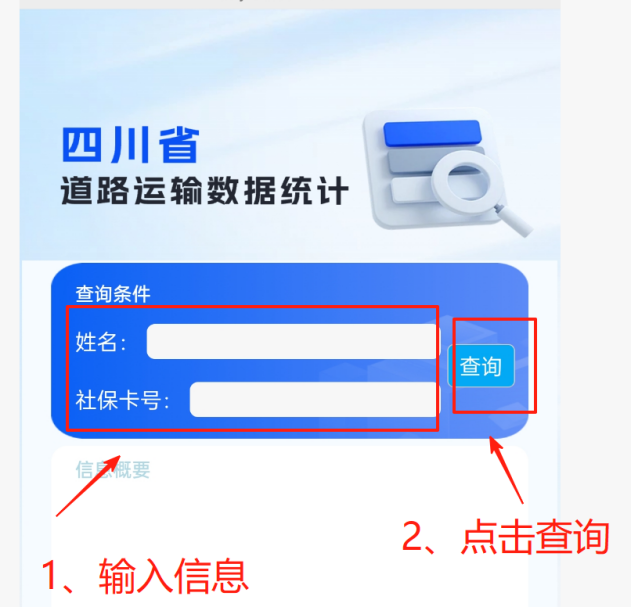 四川省
道路运输数据统计
查询条件
姓名：
查询
社保卡号：
信息概要
2、点击查询
1、输入信息